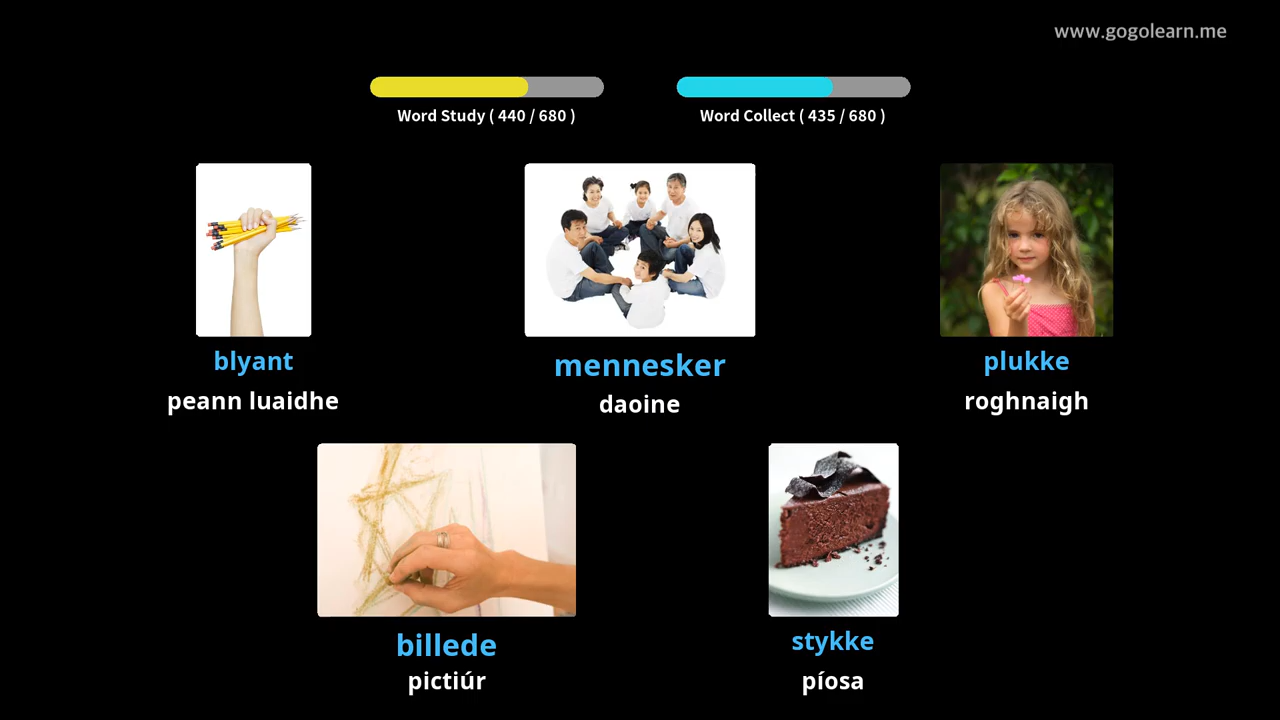 www.gogolearn.me
Word Study ( 440 / 680 )
Word Collect ( 435 / 680 )
blyant
peann luaidhe
mennesker
daoine
plukke
roghnaigh
billede
pictiúr
stykke
píosa